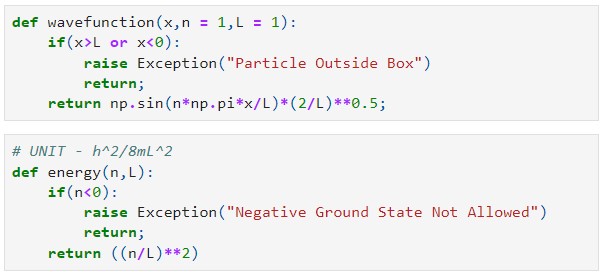 def wavefunction(x,n = 1,L = 1):
    if(x>L or x<0):
        raise Exception("Particle Outside Box")
        return;
    return np.sin(n*np.pi*x/L)*(2/L)**0.5;
# UNIT - h^2/8mL^2
def energy(n,L):
    if(n<0):
        raise Exception("Negative Ground State Not Allowed")
        return;
    return ((n/L)**2)